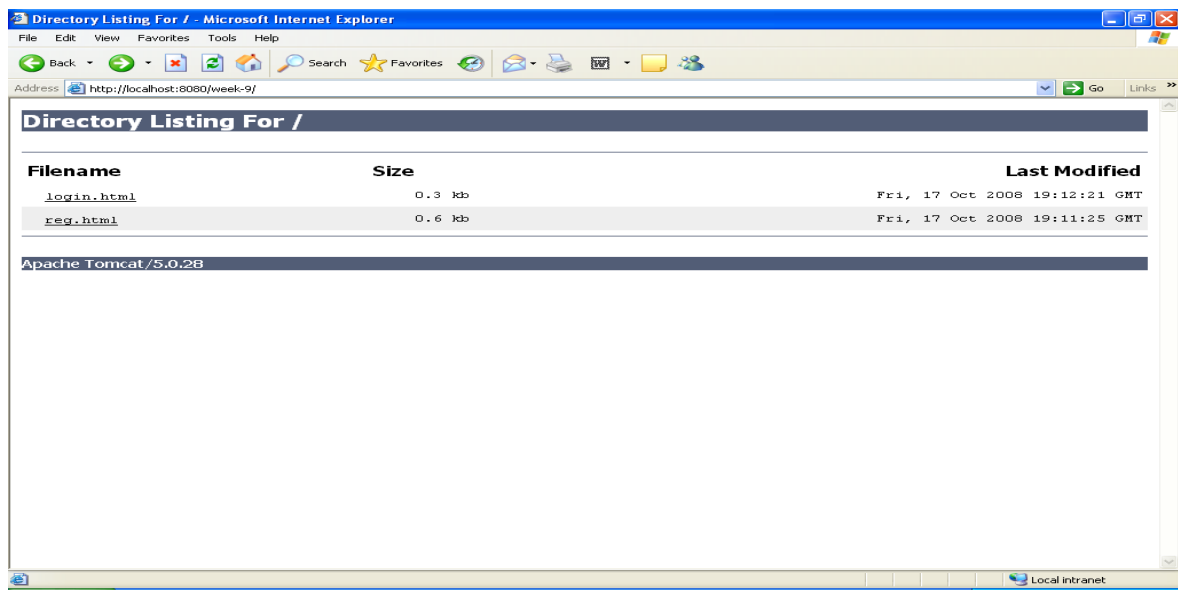 Directory Listing For / - Microsoft Internet Explorer
File Edit View Favorites Tools Help
Back Search Favorites W
Address http://localhost:8080/week-9/ Go Links »
Directory Listing For /
Filename Size Last Modified
login.html 0.3 kb Fri, 17 Oct 2008 19:12:21 GMT
reg.html 0.6 kb Fri, 17 Oct 2008 19:11:25 GMT
Apache Tomcat/5.0.28
Local intranet